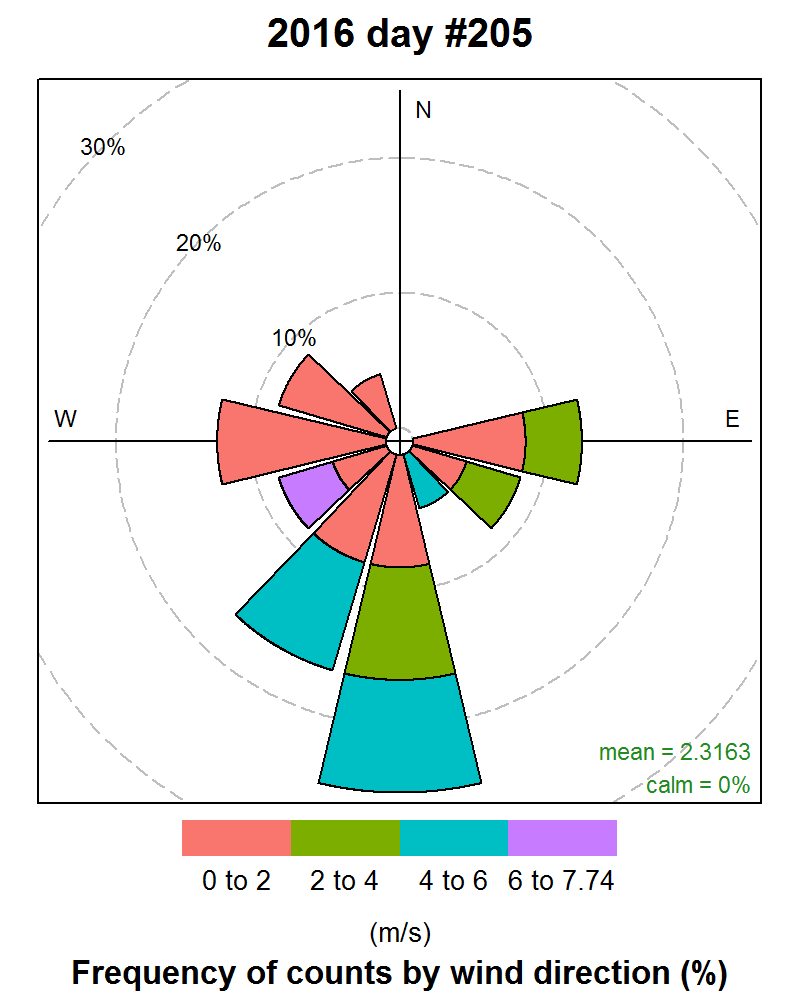 2016 day #205
N
30%
20%
10%
W
E
mean = 2.3163
calm = 0%
0 to 2 2 to 4 4 to 6 6 to 7.74
(m/s)
Frequency of counts by wind direction (%)